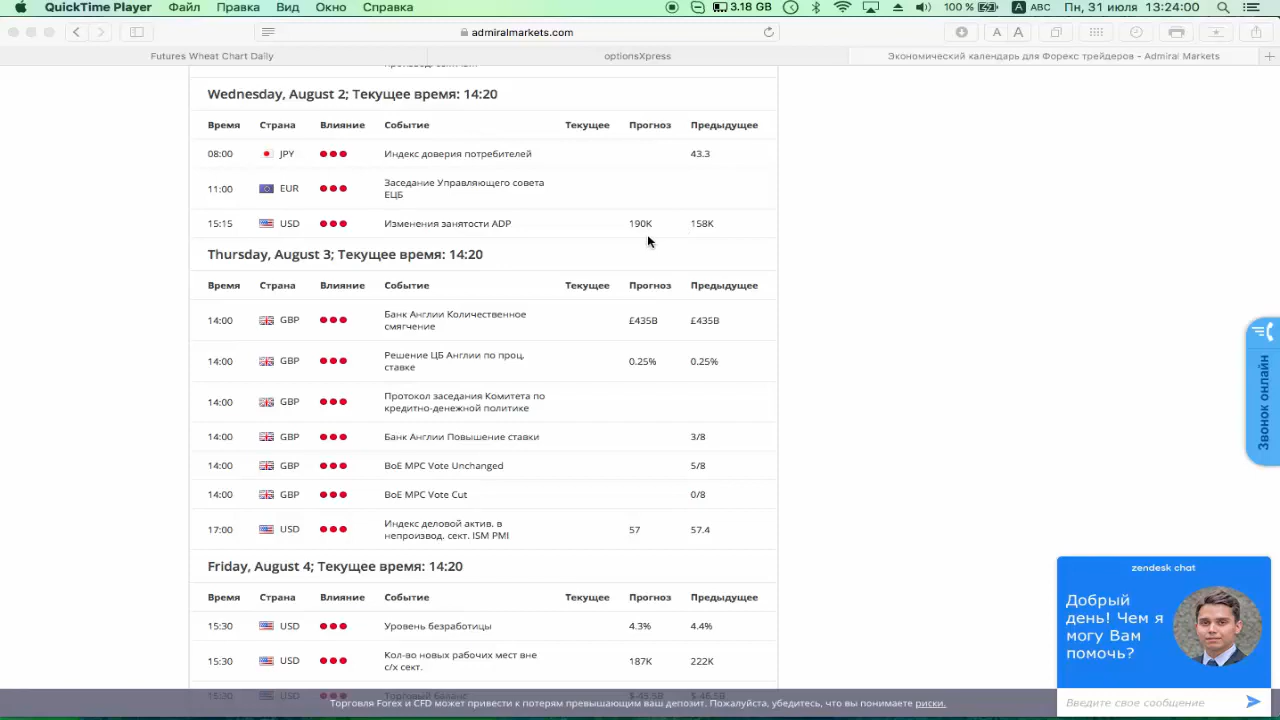 QuickTime Player Файл Правка Вид Окно Справка 3.18 GB 100 % A ABC Пн, 31 июля 13:24:00
admiralmarkets.com A A
Futures Wheat Chart Daily optionsXpress Экономический календарь для Форекс трейдеров – Admiral Markets
Wednesday, August 2; Текущее время: 14:20
Время Страна Влияние Событие Текущее Прогноз Предыдущее
08:00 JPY Индекс доверия потребителей 43.3
11:00 EUR Заседание Управляющего совета
ЕЦБ
15:15 USD Изменения занятости ADP 190K 158K
Thursday, August 3; Текущее время: 14:20
Время Страна Влияние Событие Текущее Прогноз Предыдущее
14:00 GBP Банк Англии Количественное
смягчение £435B £435B
14:00 GBP Решение ЦБ Англии по проц.
ставке 0.25% 0.25%
14:00 GBP Протокол заседания Комитета по
кредитно-денежной политике
14:00 GBP Банк Англии Повышение ставки 3/8
14:00 GBP BoE MPC Vote Unchanged 5/8
14:00 GBP BoE MPC Vote Cut 0/8
17:00 USD Индекс деловой актив. в
непроизвод. сект. ISM PMI 57 57.4
Friday, August 4; Текущее время: 14:20
Время Страна Влияние Событие Текущее Прогноз Предыдущее
15:30 USD Уровень безработицы 4.3% 4.4%
15:30 USD Кол-во новых рабочих мест вне
с/х сект. 187K 222K
15:30 USD Торговый баланс $-45.5B $-46.5B
Торговля Forex и CFD может привести к потерям превышающим ваш депозит. Пожалуйста, убедитесь, что вы понимаете риски.
Звонок онлайн
zendesk chat
Добрый
день! Чем я
могу Вам
помочь?
Введите свое сообщение